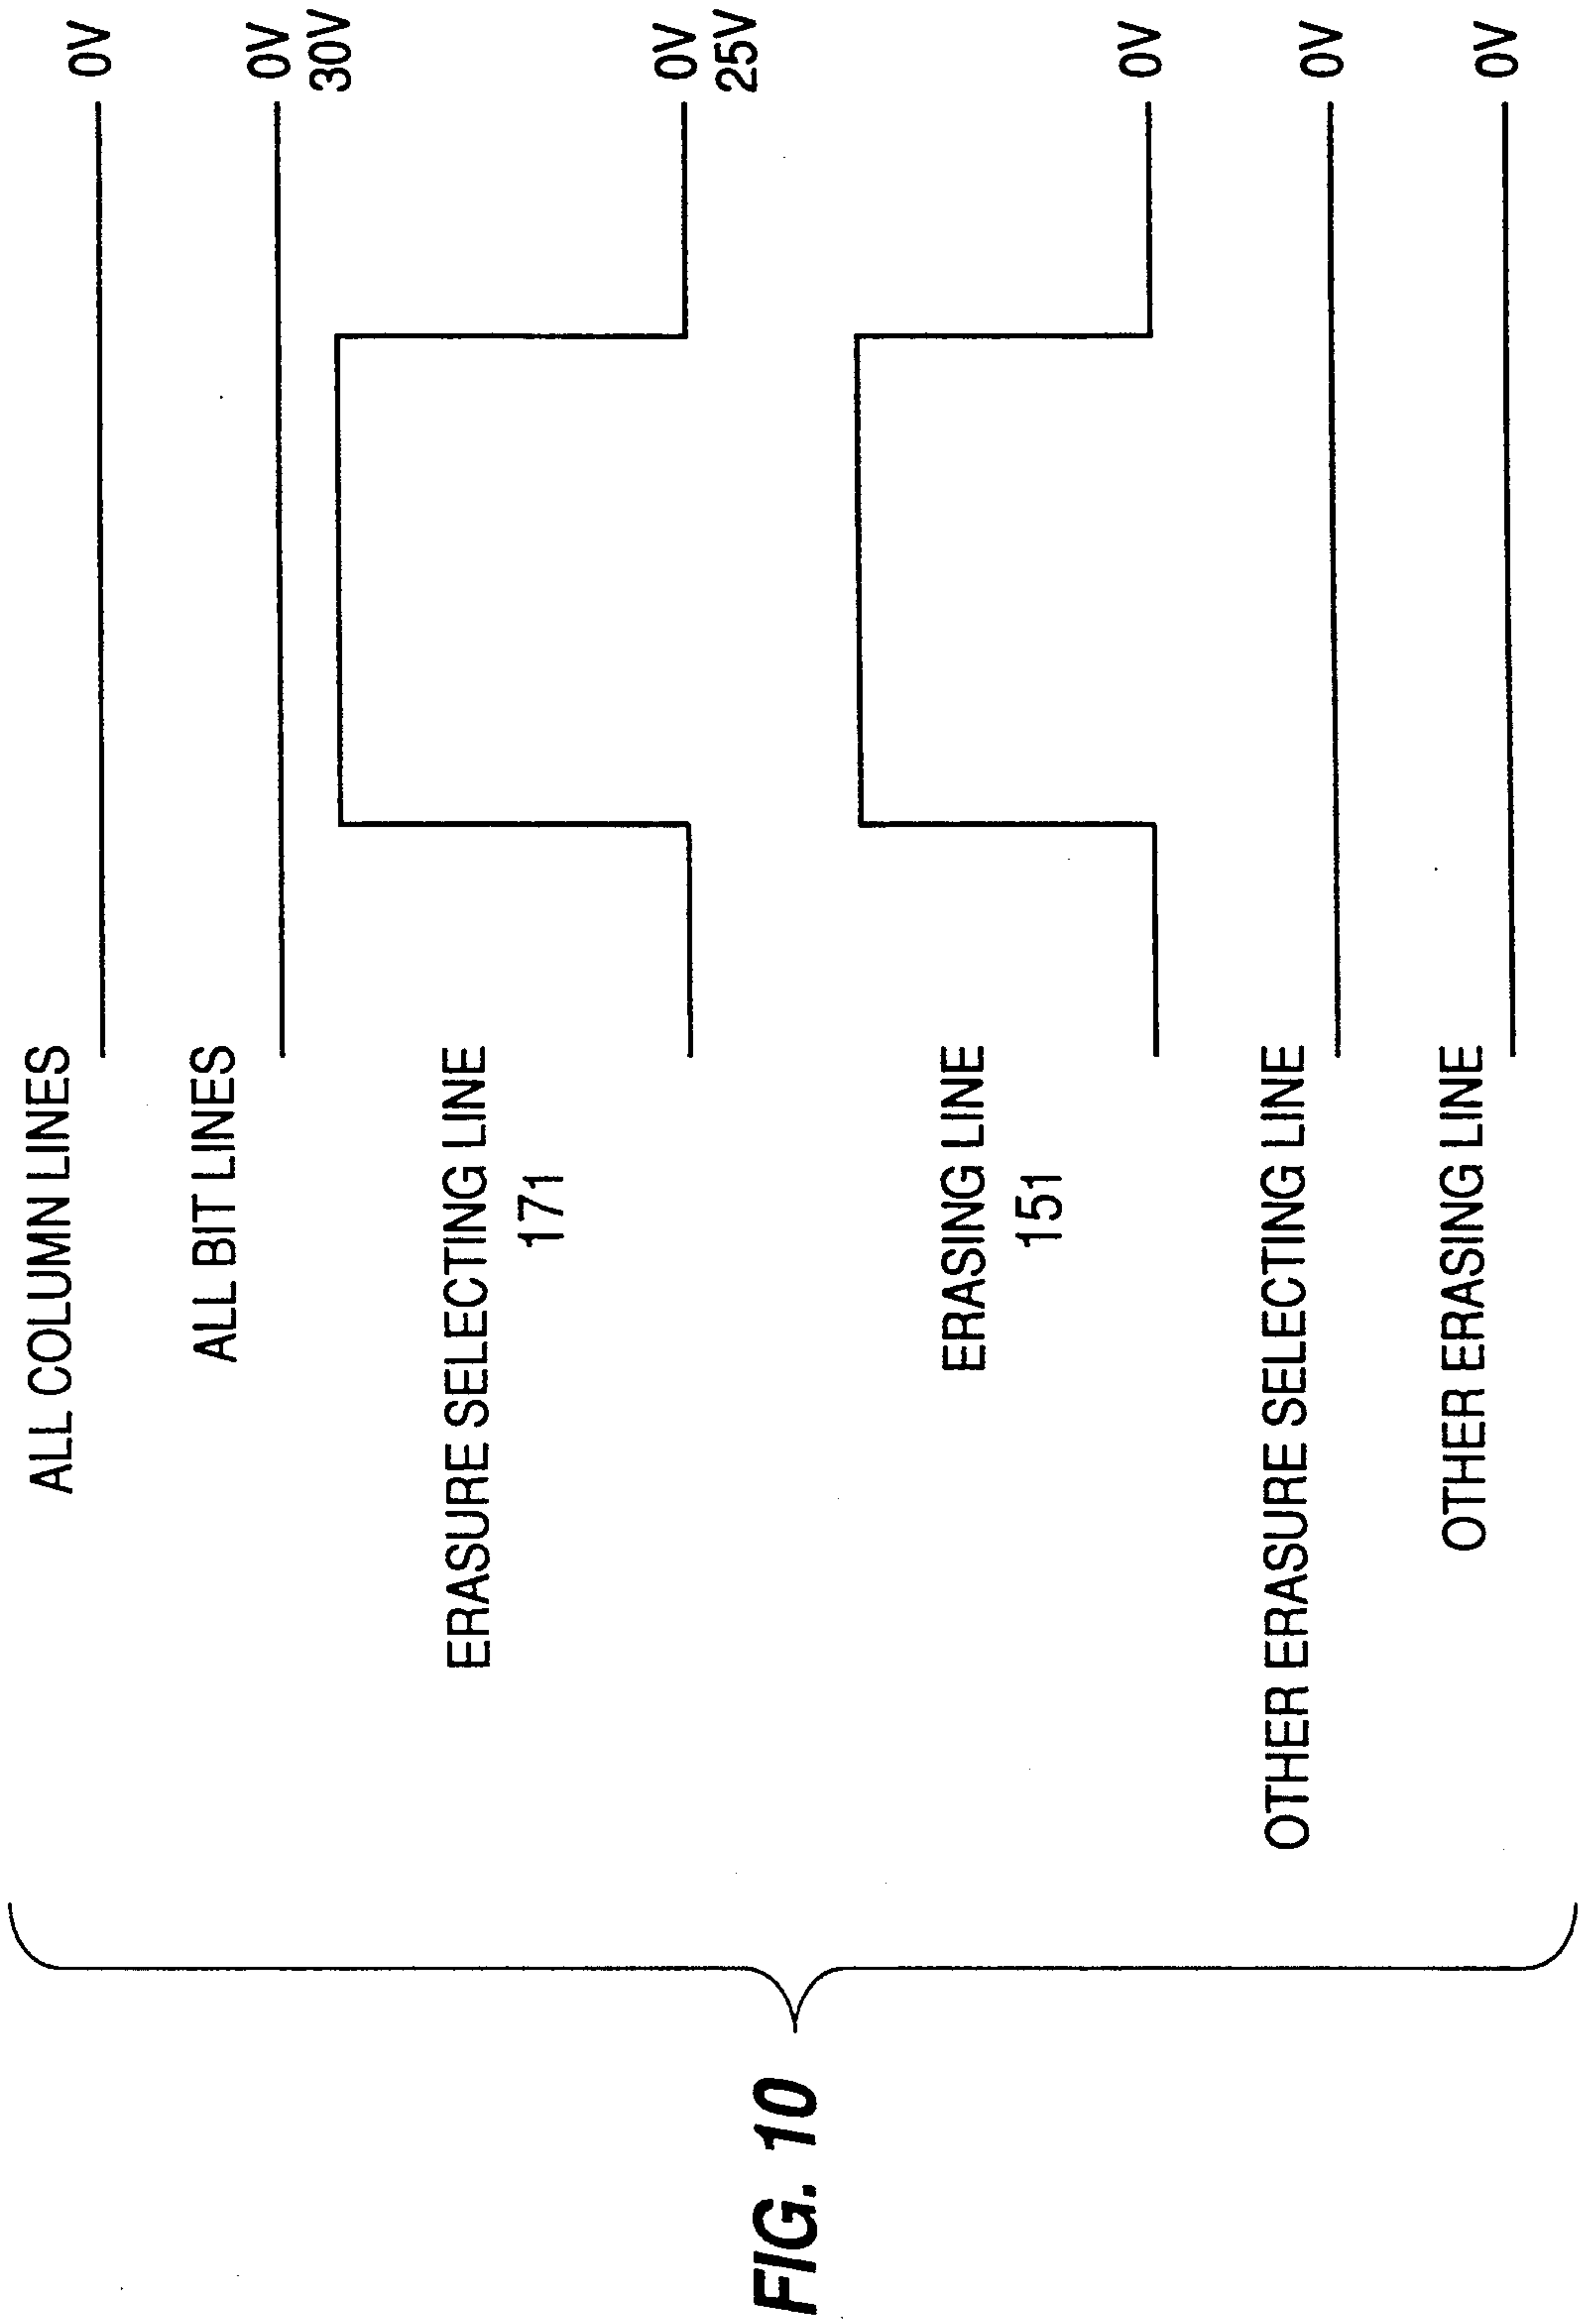 FIG. 10
ALL COLUMN LINES
0V
ALL BIT LINES
0V
30V
ERASURE SELECTING LINE
171
0V
25V
ERASING LINE
151
0V
OTHER ERASURE SELECTING LINE
0V
OTHER ERASING LINE
0V